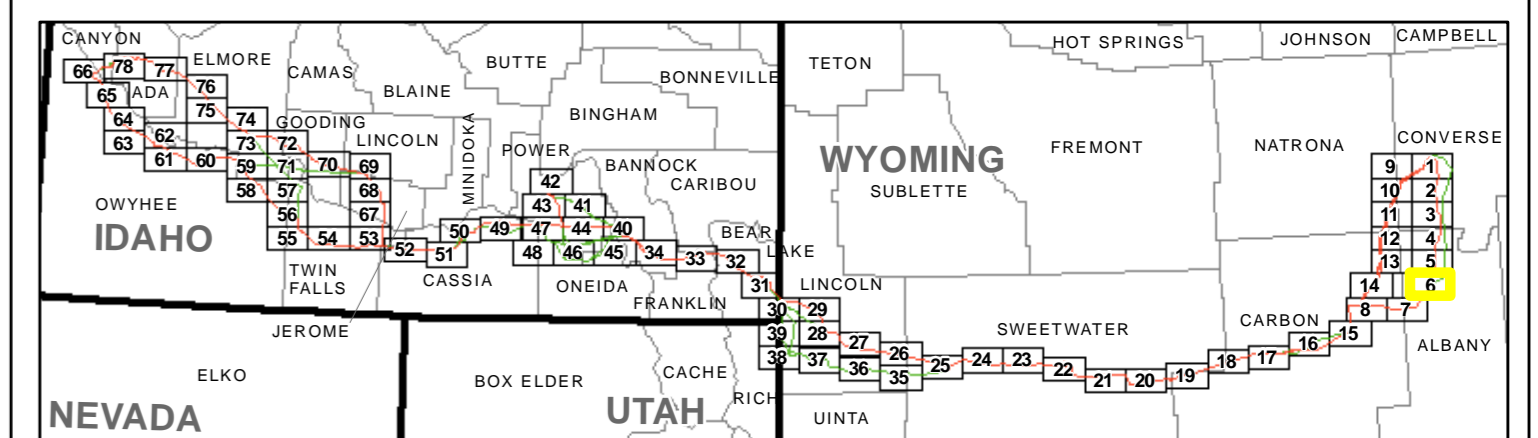 CANYON
ELMORE
CAMAS
BUTTE
BONNEVILLE
TETON
HOT SPRINGS
JOHNSON
CAMPBELL
66
78
77
76
ADA
65
75
BLAINE
BINGHAM
64
74
GOODING
63
62
73
72
LINCOLN
MINIDOKA
POWER
BANNOCK
CARIBOU
WYOMING
FREMONT
NATRONA
CONVERSE
61
60
59
71
70
69
9
1
58
57
68
42
SUBLETTE
10
2
OWYHEE
56
67
43
41
11
3
IDAHO
55
54
53
52
51
50
49
47
44
40
BEAR
LAKE
12
4
48
46
45
34
33
32
13
5
TWIN
FALLS
CASSIA
ONEIDA
31
LINCOLN
14
6
FRANKLIN
30
29
8
7
JEROME
39
28
SWEETWATER
CARBON
15
ALBANY
27
16
38
37
26
25
24
23
18
17
36
35
22
21
20
19
ELKO
BOX ELDER
CACHE
RICH
NEVADA
UTAH
UINTA